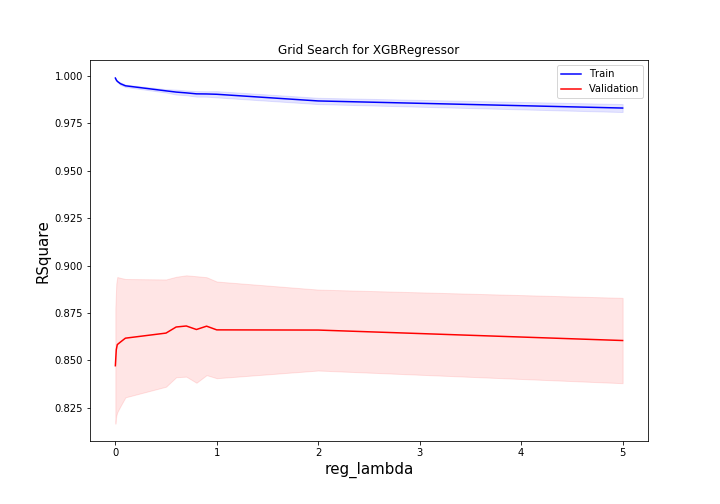 Grid Search for XGBRegressor
Train
Validation
RSquare
1.000
0.975
0.950
0.925
0.900
0.875
0.850
0.825
0 1 2 3 4 5
reg_lambda